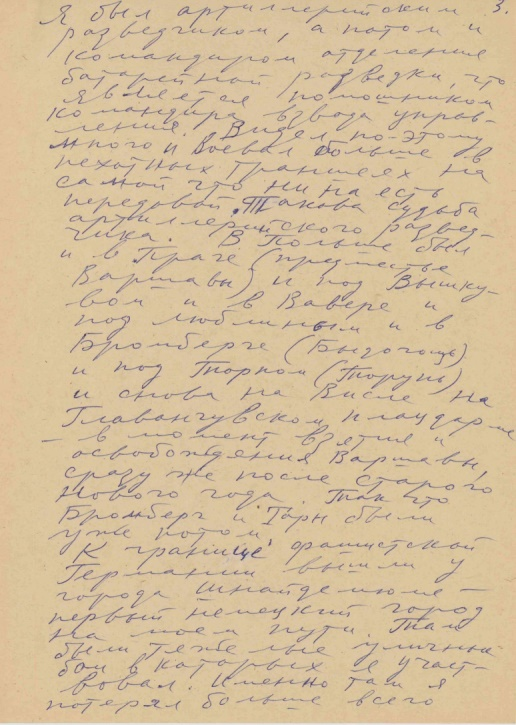 Я был артиллерийским 3.
разведчиком, а потом и
командиром отделения
батарейной разведки, что
является помошником
командира взвода управ-
ления. Видел по-этому
много и воевал больше в
пехотных траншеях на
самой что ни на есть
передовой. Такова судьба
артиллерийского развед-
чика. В Польше был
и в Праге (предместье
Варшавы) и под Вышку-
вом и в Вавере и
под Люблиным и в
Бромберге (Быдгощь)
и под Торном (Торунь)
и снова на Висле на
плацдарме
– в момент взятия и
освобождения Варшавы,
сразу же после старого
Нового года. Так что
Бромберг и Торн были
уже потом.
К границе фашистской
Германии вышли у
города Шнайдемюле –
первый немецкий город
на моем пути. Там
были тяжелые уличные
бои в каторых я участ-
вовал. Именно там я
потерял больше всего